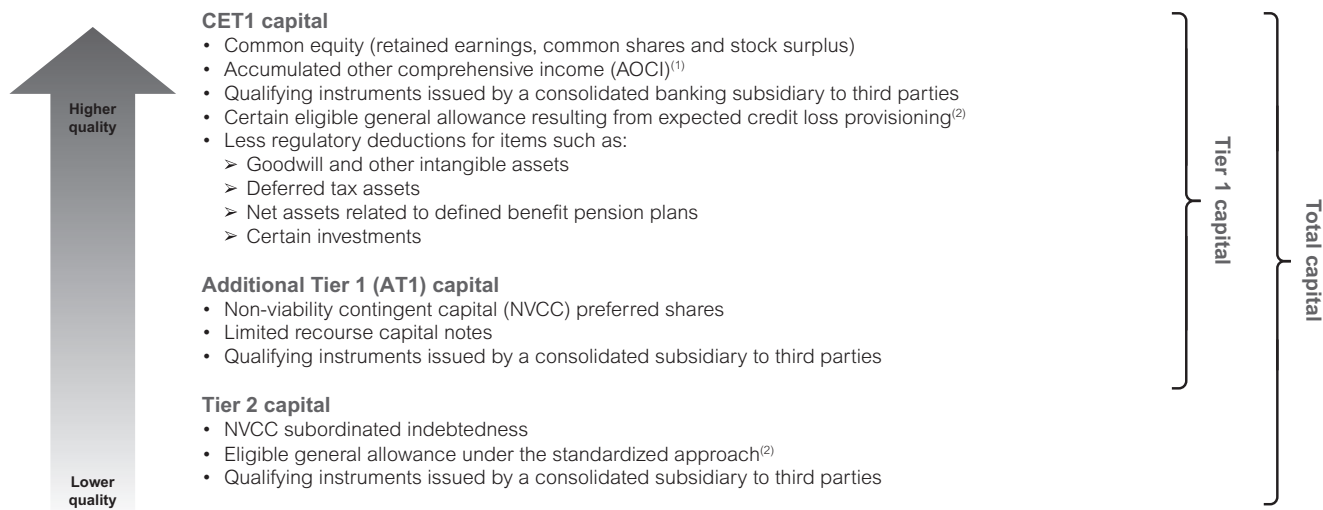 CET1 capital
• Common equity (retained earnings, common shares and stock surplus)
• Accumulated other comprehensive income (AOCI)(1)
• Qualifying instruments issued by a consolidated banking subsidiary to third parties
• Certain eligible general allowance resulting from expected credit loss provisioning(2)
• Less regulatory deductions for items such as:
➢ Goodwill and other intangible assets
➢ Deferred tax assets
➢ Net assets related to defined benefit pension plans
➢ Certain investments
Additional Tier 1 (AT1) capital
• Non-viability contingent capital (NVCC) preferred shares
• Limited recourse capital notes
• Qualifying instruments issued by a consolidated subsidiary to third parties
Tier 2 capital
• NVCC subordinated indebtedness
• Eligible general allowance under the standardized approach(2)
• Qualifying instruments issued by a consolidated subsidiary to third parties
Higher
quality
Lower
quality
Tier 1 capital
Total capital